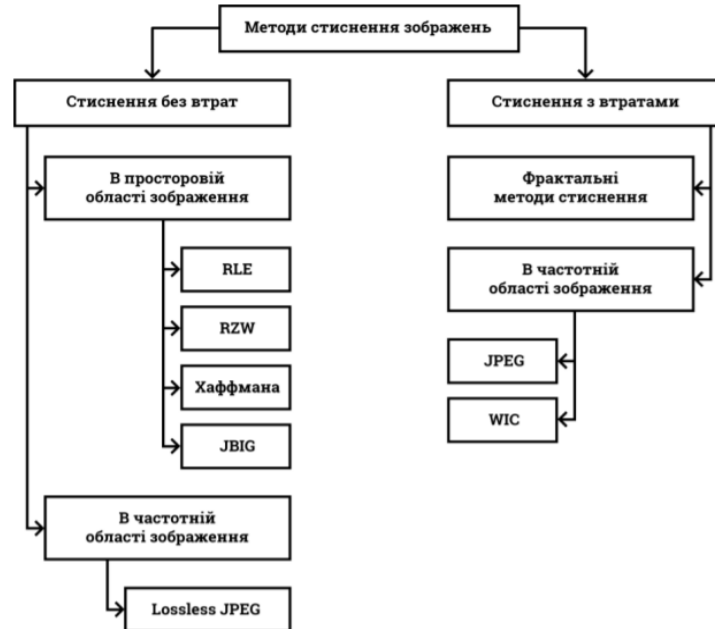 Методи стиснення зображень
Стиснення без втрат
В просторовій
області зображення
RLE
RZW
Хаффмана
JBIG
В частотній
області зображення
Lossless JPEG
Стиснення з втратами
Фрактальні
методи стиснення
В частотній
області зображення
JPEG
WIC